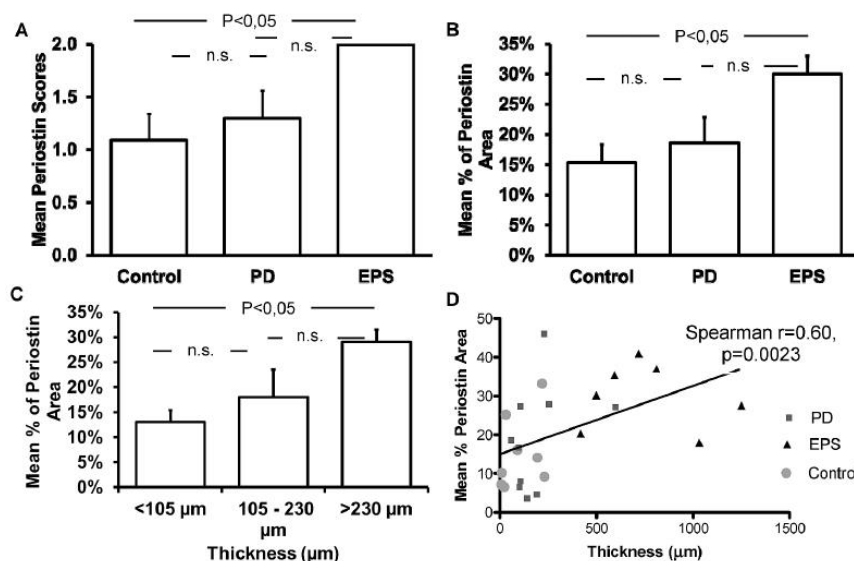 A
P<0,05
n.s.
n.s.
Mean Periostin Scores
2.0
1.5
1.0
0.5
0.0
Control PD EPS
B
P<0,05
n.s
n.s.
Mean % of Periostin
Area
35%
30%
25%
20%
15%
10%
5%
0%
Control PD EPS
C
P<0,05
n.s.
n.s.
Mean % of Periostin
Area
35%
30%
25%
20%
15%
10%
5%
0%
<105 µm 105 - 230 >230 µm
µm
Thickness (µm)
D
Spearman r=0.60,
p=0.0023
Mean % Periostin Area
50
40
30
20
10
0
0 500 1000 1500
Thickness (µm)
PD
EPS
Contro